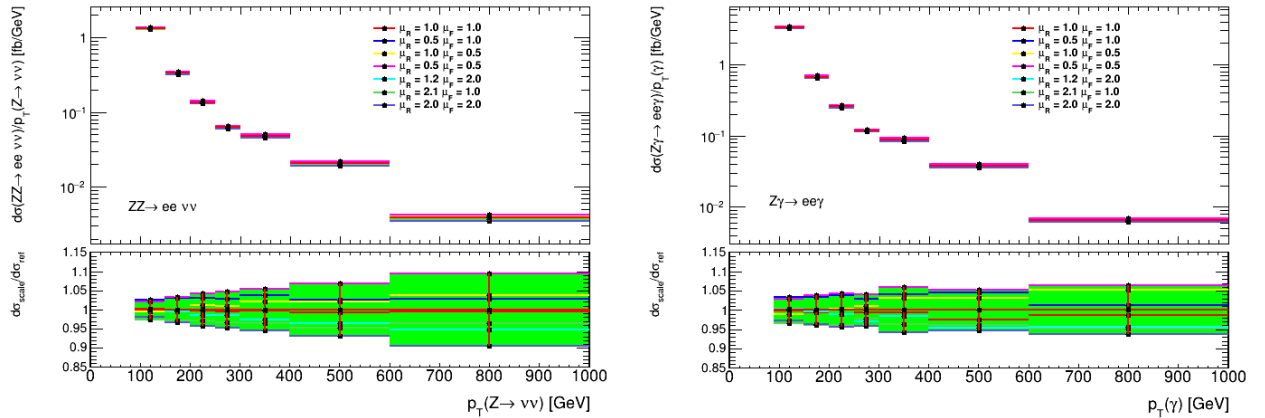 dσ(ZZ→ ee νν)/p_T(Z→ νν) [fb/GeV]
1
10⁻¹
10⁻²
μ_R = 1.0 μ_F = 1.0
μ_R = 0.5 μ_F = 1.0
μ_R = 1.0 μ_F = 0.5
μ_R = 0.5 μ_F = 0.5
μ_R = 1.2 μ_F = 2.0
μ_R = 2.1 μ_F = 1.0
μ_R = 2.0 μ_F = 2.0
ZZ→ ee νν
dσ_scale/dσ_ref
1.15
1.1
1.05
1.00
0.95
0.9
0.85
0 100 200 300 400 500 600 700 800 900 1000
p_T(Z→ νν) [GeV]
dσ(Zγ→ eeγ)/p_T(γ) [fb/GeV]
1
10⁻¹
10⁻²
μ_R = 1.0 μ_F = 1.0
μ_R = 0.5 μ_F = 1.0
μ_R = 1.0 μ_F = 0.5
μ_R = 0.5 μ_F = 0.5
μ_R = 1.2 μ_F = 2.0
μ_R = 2.1 μ_F = 1.0
μ_R = 2.0 μ_F = 2.0
Zγ→ eeγ
dσ_scale/dσ_ref
1.15
1.1
1.05
1.00
0.95
0.9
0.85
0 100 200 300 400 500 600 700 800 900 1000
p_T(γ) [GeV]